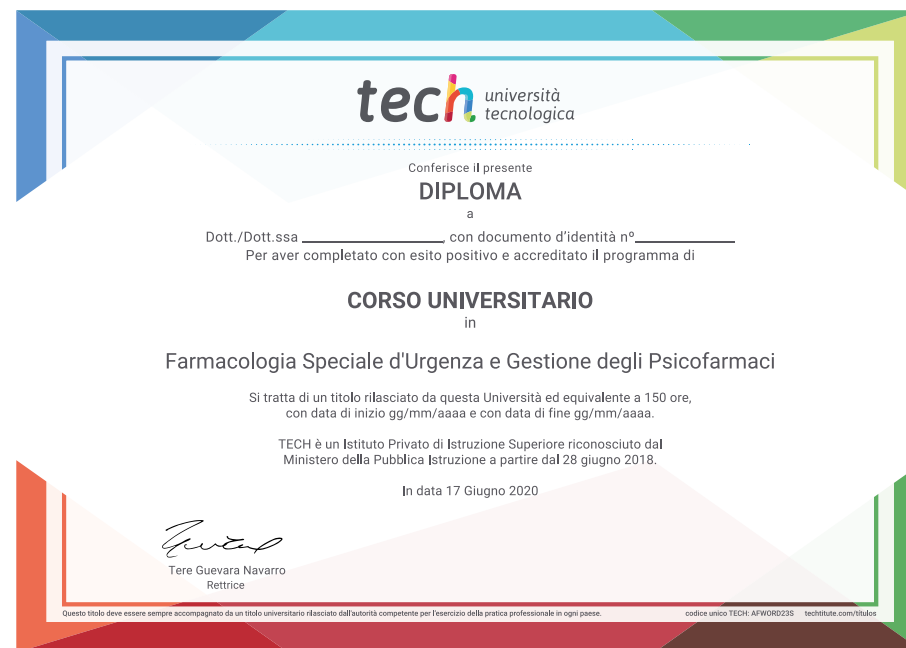 tech università
tecnologica
Conferisce il presente
DIPLOMA
a
Dott./Dott.ssa ____________________, con documento d'identità nº______________
Per aver completato con esito positivo e accreditato il programma di
CORSO UNIVERSITARIO
in
Farmacologia Speciale d'Urgenza e Gestione degli Psicofarmaci
Si tratta di un titolo rilasciato da questa Università ed equivalente a 150 ore,
con data di inizio gg/mm/aaaa e con data di fine gg/mm/aaaa.
TECH è un Istituto Privato di Istruzione Superiore riconosciuto dal
Ministero della Pubblica Istruzione a partire dal 28 giugno 2018.
In data 17 Giugno 2020
Tere Guevara Navarro
Rettrice
Questo titolo deve essere sempre accompagnato da un titolo universitario rilasciato dall'autorità competente per l'esercizio della pratica professionale in ogni paese. codice unico TECH: AFWORD23S techtitute.com/títulos